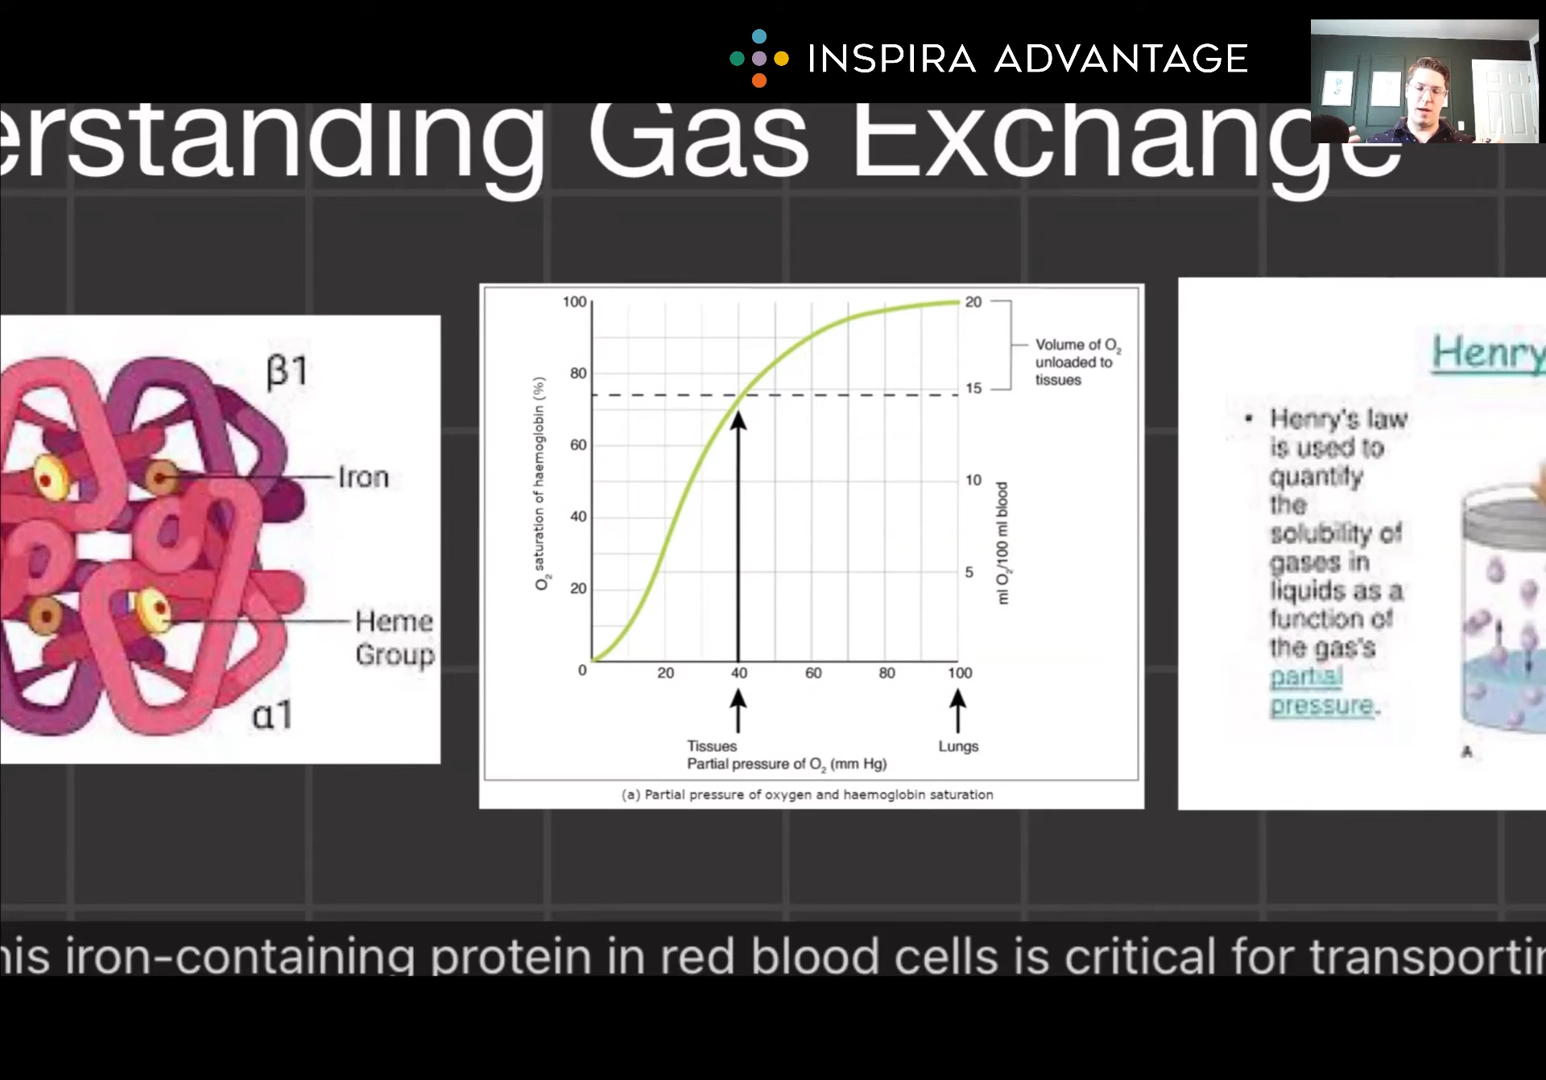 INSPIRA ADVANTAGE
erstanding Gas Exchange
β1
Iron
Heme
Group
α1
O₂ saturation of haemoglobin (%)
100
80
60
40
20
0
20
40
60
80
100
20
15
10
5
ml O₂/100 ml blood
Volume of O₂
unloaded to
tissues
Tissues
Lungs
Partial pressure of O₂ (mm Hg)
(a) Partial pressure of oxygen and haemoglobin saturation
Henry
• Henry's law
is used to
quantify
the
solubility of
gases in
liquids as a
function of
the gas's
partial
pressure.
A
his iron-containing protein in red blood cells is critical for transportin